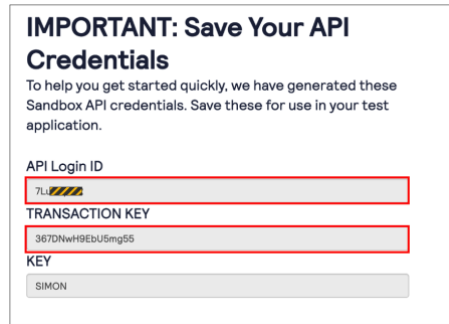 IMPORTANT: Save Your API
Credentials
To help you get started quickly, we have generated these
Sandbox API credentials. Save these for use in your test
application.
API Login ID
7Lu
TRANSACTION KEY
367DNwH9EbU5mg55
KEY
SIMON